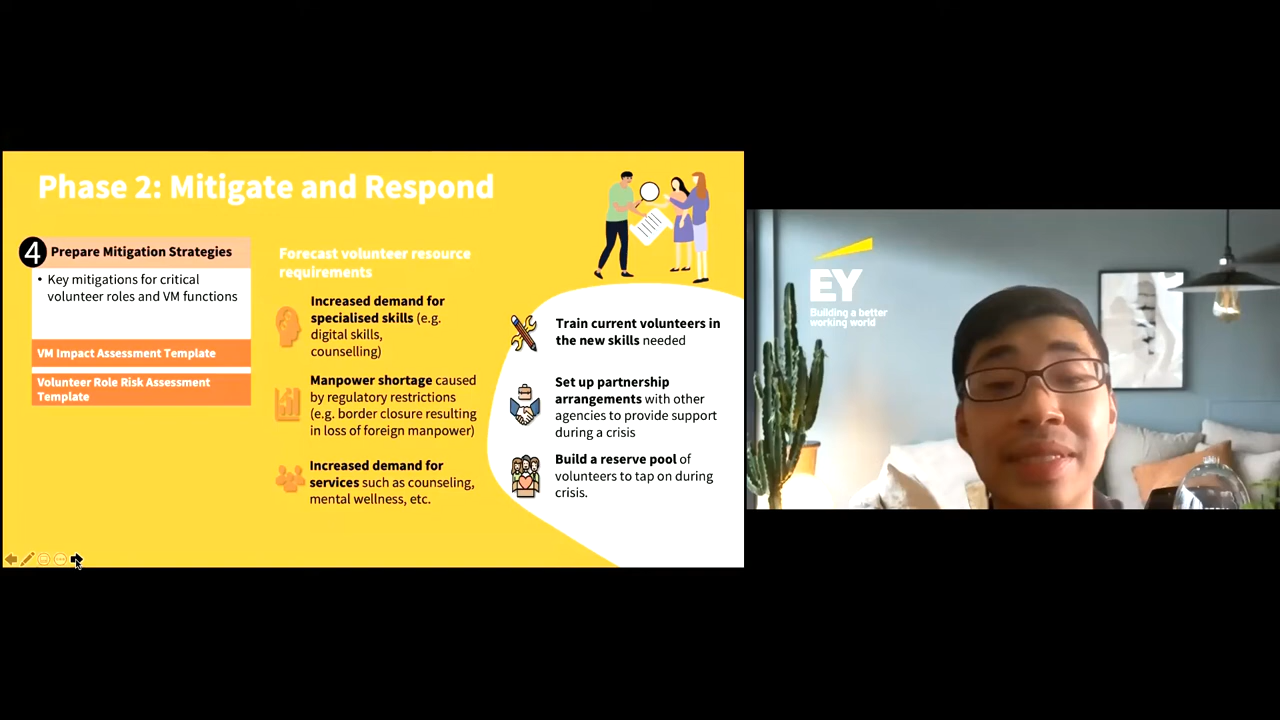 Phase 2: Mitigate and Respond
4
Prepare Mitigation Strategies
• Key mitigations for critical
volunteer roles and VM functions
VM Impact Assessment Template
Volunteer Role Risk Assessment
Template
Forecast volunteer resource
requirements
Increased demand for
specialised skills (e.g.
digital skills,
counselling)
Manpower shortage caused
by regulatory restrictions
(e.g. border closure resulting
in loss of foreign manpower)
Increased demand for
services such as counseling,
mental wellness, etc.
Train current volunteers in
the new skills needed
Set up partnership
arrangements with other
agencies to provide support
during a crisis
Build a reserve pool of
volunteers to tap on during
crisis.
EY
Building a better
working world